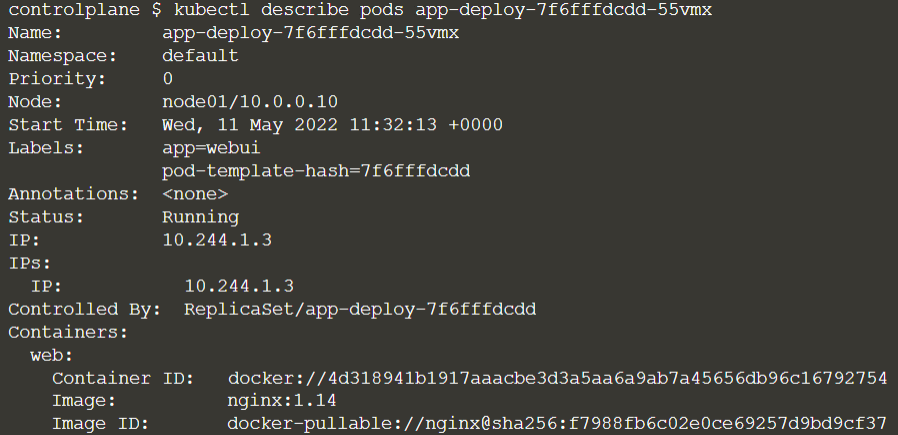 controlplane $ kubectl describe pods app-deploy-7f6fffdcdd-55vmx
Name:         app-deploy-7f6fffdcdd-55vmx
Namespace:    default
Priority:     0
Node:         node01/10.0.0.10
Start Time:   Wed, 11 May 2022 11:32:13 +0000
Labels:       app=webui
              pod-template-hash=7f6fffdcdd
Annotations:  <none>
Status:       Running
IP:           10.244.1.3
IPs:
  IP:           10.244.1.3
Controlled By:  ReplicaSet/app-deploy-7f6fffdcdd
Containers:
  web:
    Container ID:   docker://4d318941b1917aaacbe3d3a5aa6a9ab7a45656db96c16792754
    Image:          nginx:1.14
    Image ID:       docker-pullable://nginx@sha256:f7988fb6c02e0ce69257d9bd9cf37